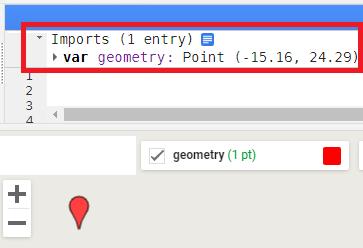 Imports (1 entry)
var geometry: Point (-15.16, 24.29)
1
2
3
4
geometry (1 pt)